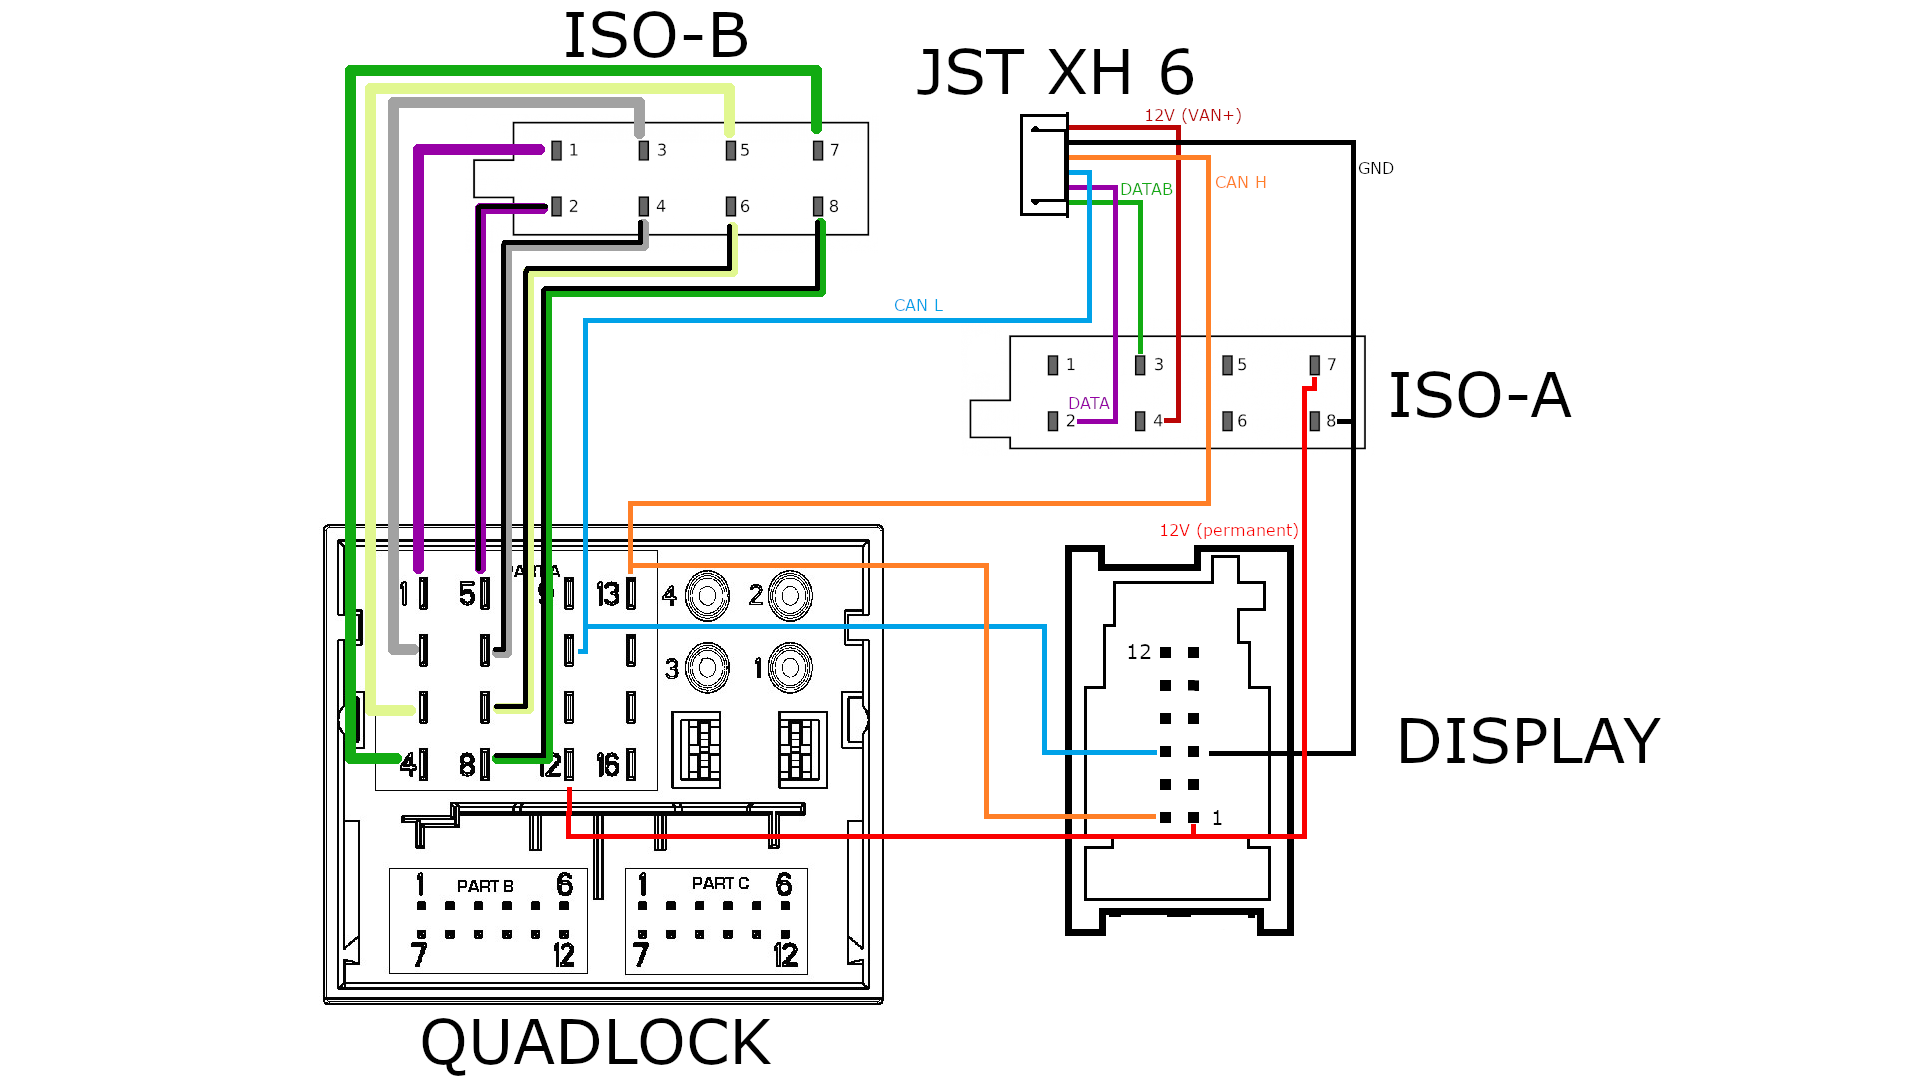 ISO-B
JST XH 6
12V (VAN+)
GND
CAN H
DATAB
1 3 5 7
2 4 6 8
CAN L
ISO-A
1 3 5 7
DATA
2 4 6 8
12V (permanent)
PART A
1 5 9 13
4 2
3 1
4 8 12 16
12
1
DISPLAY
1 PART B 6
7 12
1 PART C 6
7 12
QUADLOCK